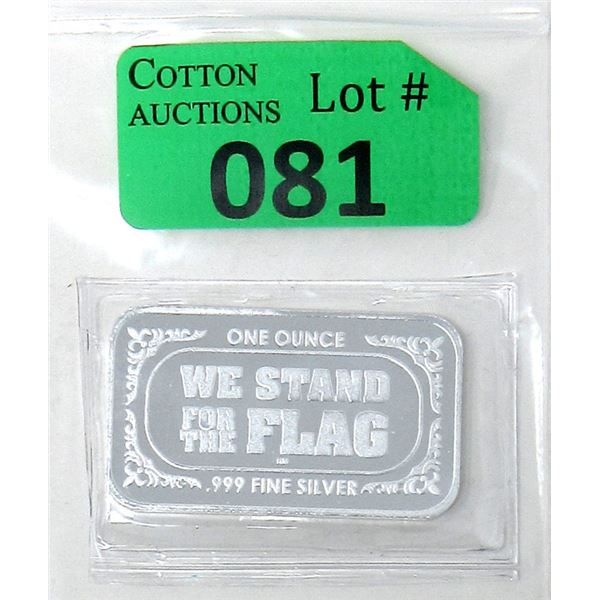 COTTON
AUCTIONS
Lot #
081
ONE OUNCE
WE STAND
FOR THE FLAG
.999 FINE SILVER